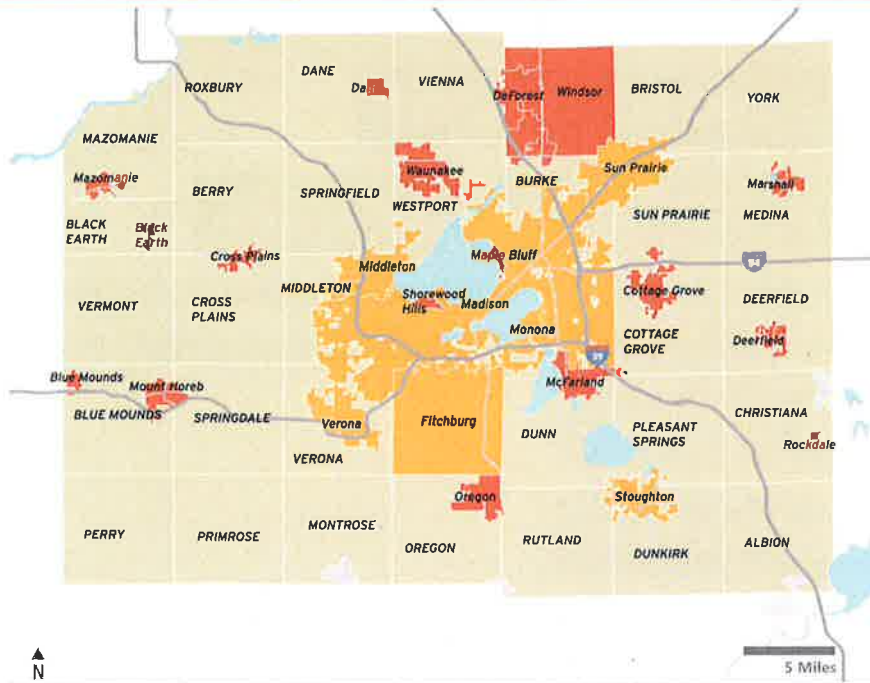 DANE
VIENNA
ROXBURY
Da
DeForest
Windsor
BRISTOL
YORK
MAZOMANIE
Mazomanie
BERRY
SPRINGFIELD
Waunakee
WESTPORT
BURKE
Sun Prairie
SUN PRAIRIE
Marshall
MEDINA
BLACK
EARTH
Black
Earth
Cross Plains
Middleton
Maple Bluff
94
MIDDLETON
VERMONT
CROSS
PLAINS
Shorewood
Hills
Madison
Monona
Cottage Grove
DEERFIELD
COTTAGE
GROVE
Deerfield
Blue Mounds
Mount Horeb
BLUE MOUNDS
SPRINGDALE
McFarland
Verona
Fitchburg
DUNN
PLEASANT
SPRINGS
CHRISTIANA
Rockdale
VERONA
Oregon
Stoughton
PERRY
PRIMROSE
MONTROSE
OREGON
RUTLAND
DUNKIRK
ALBION
N
5 Miles